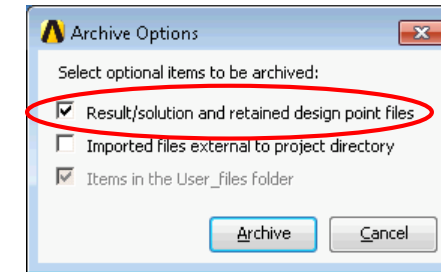 Archive Options
Select optional items to be archived:
Result/solution and retained design point files
Imported files external to project directory
Items in the User_files folder
Archive
Cancel